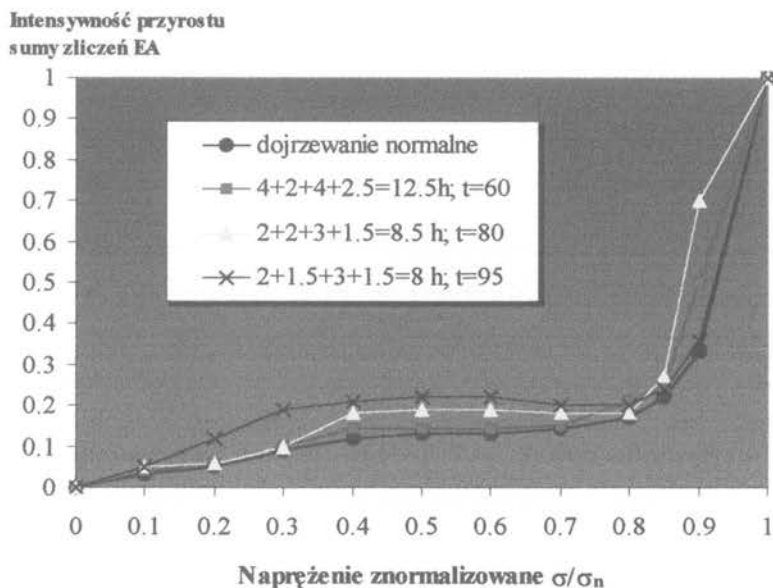 Intensywność przyrostu
sumy zliczeń EA
1
0.9
0.8
0.7
0.6
0.5
0.4
0.3
0.2
0.1
0
dojrzewanie normalne
4+2+4+2.5=12.5h; t=60
2+2+3+1.5=8.5 h; t=80
2+1.5+3+1.5=8 h; t=95
0 0.1 0.2 0.3 0.4 0.5 0.6 0.7 0.8 0.9 1
Naprężenie znormalizowane σ/σn